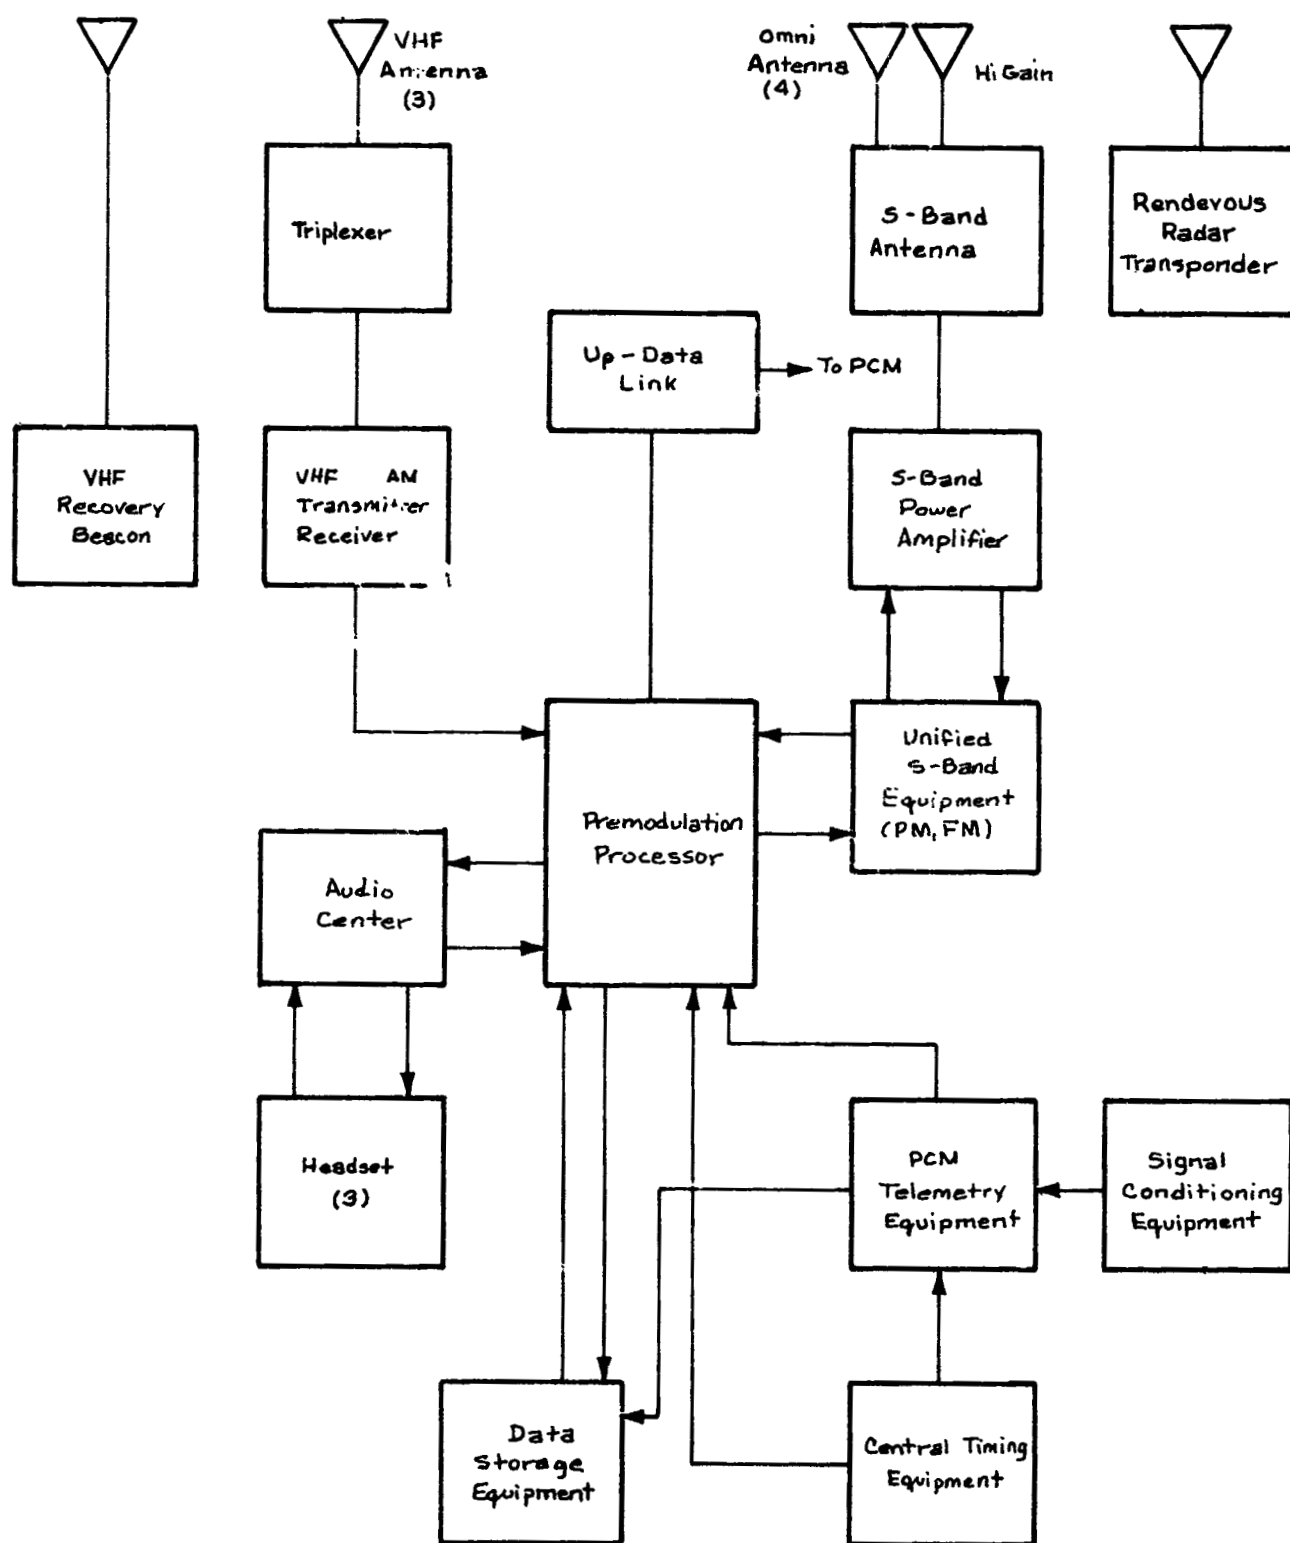 VHF
Antenna
(3)
Omni
Antenna
(4)
Hi Gain
Triplexer
S-Band
Antenna
Rendevous
Radar
Transponder
Up-Data
Link
To PCM
VHF
Recovery
Beacon
VHF AM
Transmitter
Receiver
S-Band
Power
Amplifier
Unified
S-Band
Equipment
(PM, FM)
Premodulation
Processor
Audio
Center
Headset
(3)
PCM
Telemetry
Equipment
Signal
Conditioning
Equipment
Data
Storage
Equipment
Central Timing
Equipment